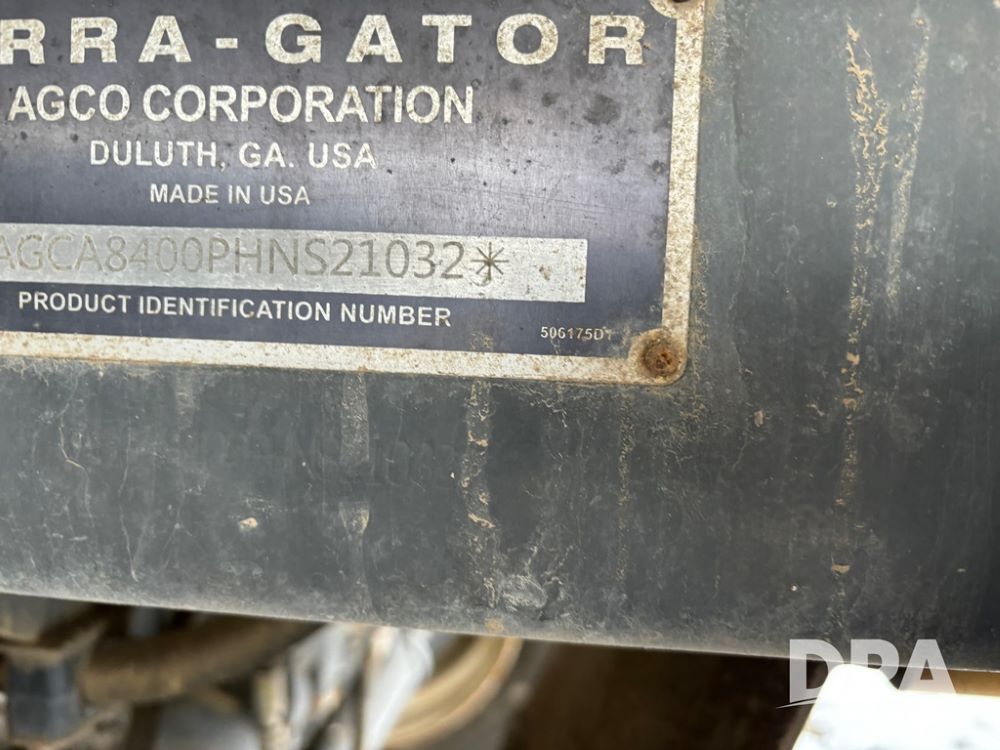 RRA-GATOR
AGCO CORPORATION
DULUTH, GA. USA
MADE IN USA
AGCA8400PHNS21032*
PRODUCT IDENTIFICATION NUMBER
506175D1
DPA